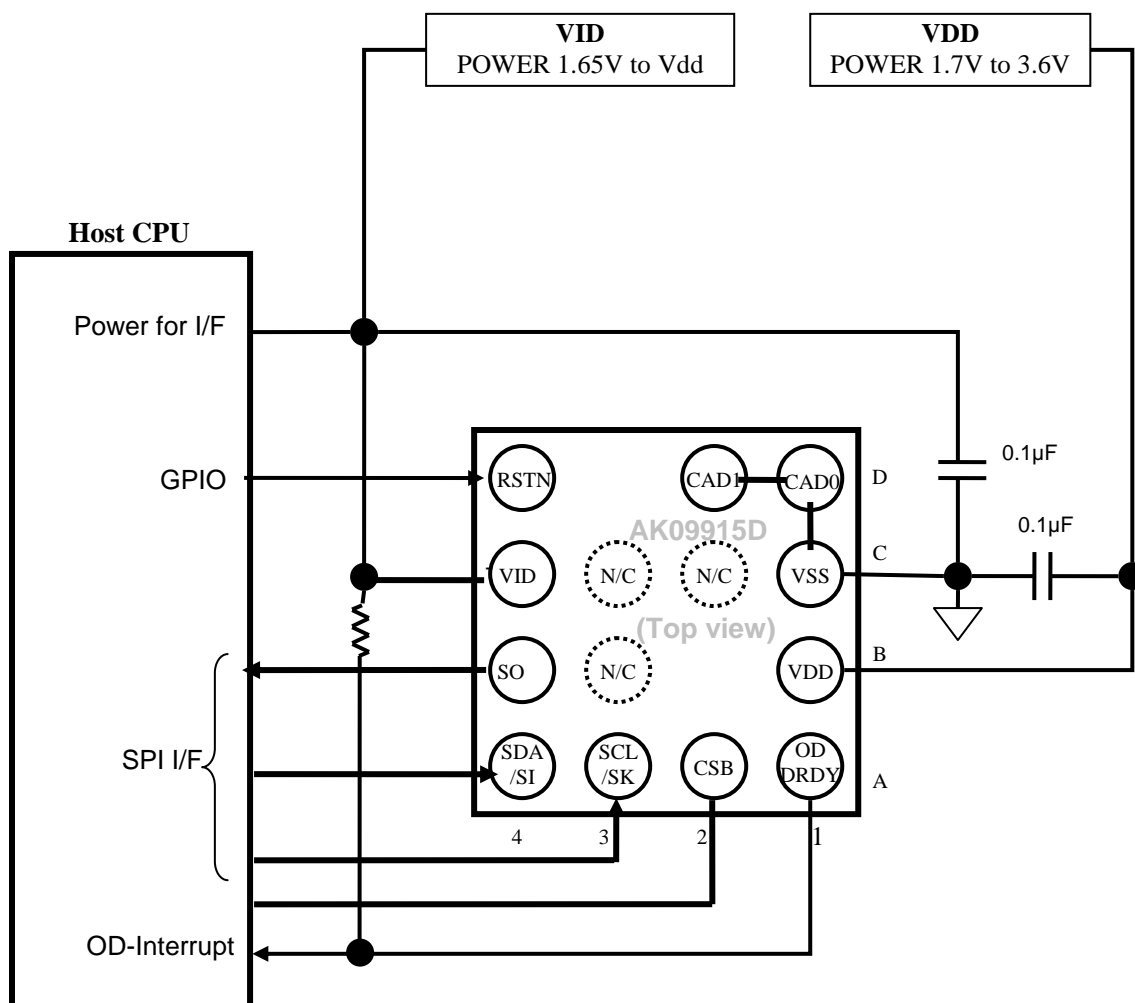 VID
POWER 1.65V to Vdd
VDD
POWER 1.7V to 3.6V
Host CPU
Power for I/F
GPIO
SPI I/F
OD-Interrupt
RSTN
CAD1
CAD0
D
0.1µF
0.1µF
AK09915D
VID
N/C
N/C
VSS
C
(Top view)
SO
N/C
VDD
B
SDA
/SI
SCL
/SK
CSB
OD
DRDY
A
4
3
2
1